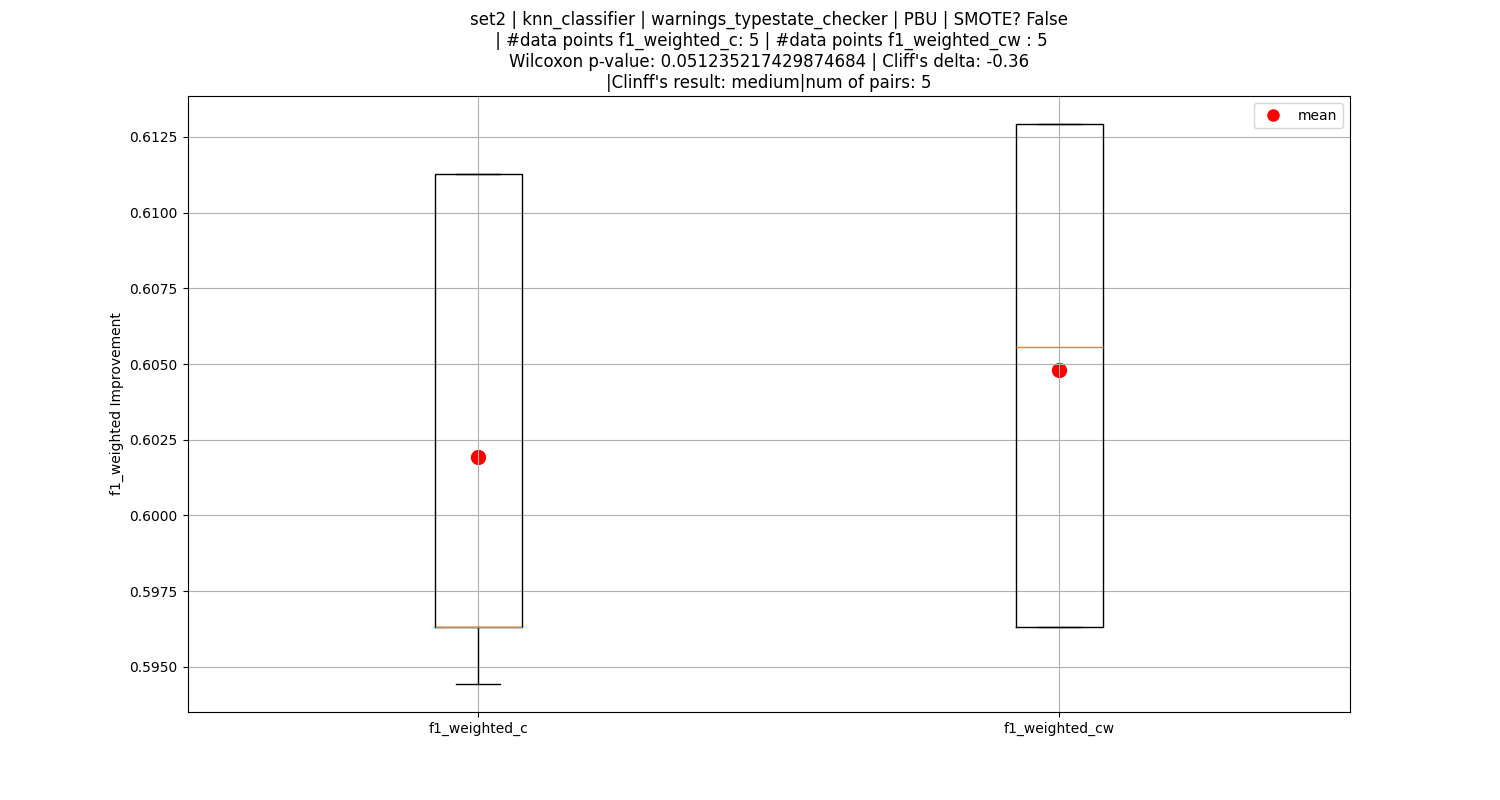 set2 | knn_classifier | warnings_typestate_checker | PBU | SMOTE? False
| #data points f1_weighted_c: 5 | #data points f1_weighted_cw : 5
Wilcoxon p-value: 0.051235217429874684 | Cliff's delta: -0.36
|Clinff's result: medium|num of pairs: 5
mean
0.6125
0.6100
0.6075
0.6050
0.6025
0.6000
0.5975
0.5950
f1_weighted Improvement
f1_weighted_c
f1_weighted_cw